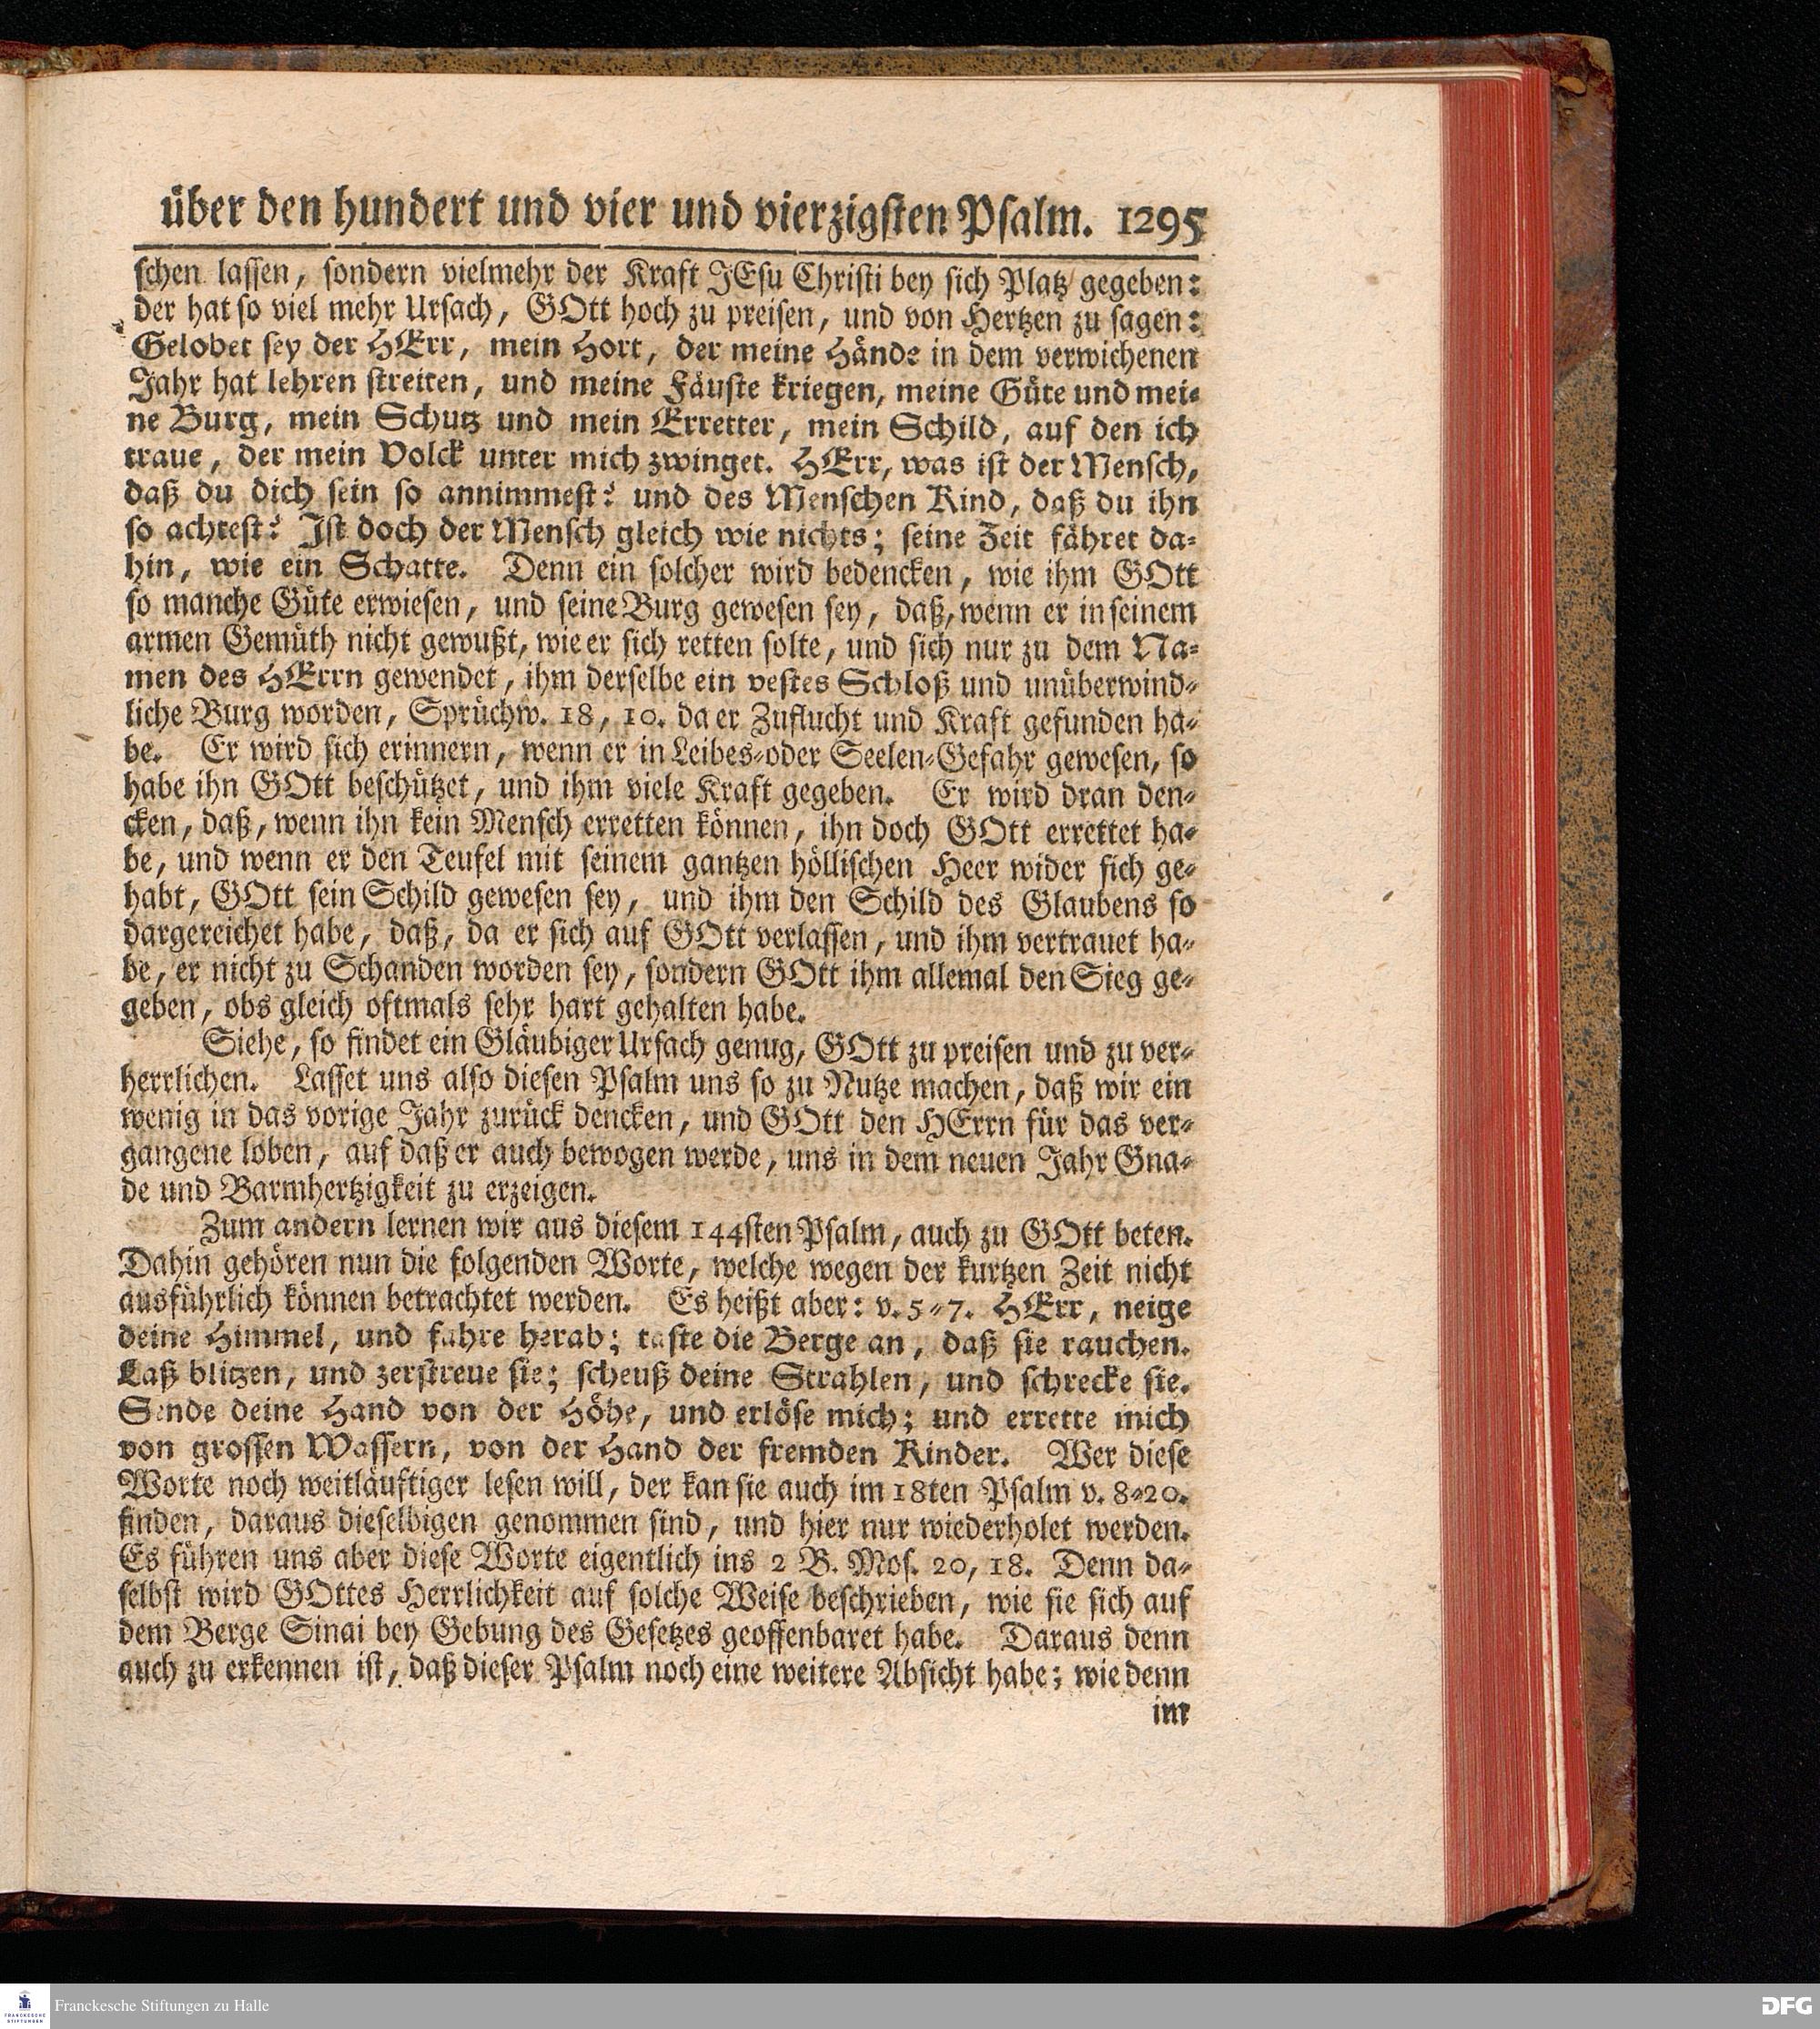 über den hundert und vier und vierzigsten Psalm. 1295
schen lassen, sondern vielmehr der Kraft JEsu Christi bey sich Platz gegeben:
der hat so viel mehr Ursach, GOtt hoch zu preisen, und von Hertzen zu sagen:
Gelobet sey der HErr, mein Hort, der meine Hände in dem verwichenen
Jahr hat lehren streiten, und meine Fäuste kriegen, meine Güte und mei-
ne Burg, mein Schutz und mein Erretter, mein Schild, auf den ich
traue, der mein Volck unter mich zwinget. HErr, was ist der Mensch,
daß du dich sein so annimmest? und des Menschen Kind, daß du ihn
so achtest? Ist doch der Mensch gleich wie nichts; seine Zeit fähret da-
hin, wie ein Schatte. Denn ein solcher wird bedencken, wie ihm GOtt
so manche Güte erwiesen, und seine Burg gewesen sey, daß, wenn er in seinem
armen Gemüth nicht gewußt, wie er sich retten solte, und sich nur zu dem Na-
men des HErrn gewendet, ihm derselbe ein vestes Schloß und unüberwind-
liche Burg worden, Sprüchw. 18, 10. da er Zuflucht und Kraft gefunden ha-
be. Er wird sich erinnern, wenn er in Leibes-oder Seelen-Gefahr gewesen, so
habe ihn GOtt beschützet, und ihm viele Kraft gegeben. Er wird dran den-
cken, daß, wenn ihn kein Mensch erretten können, ihn doch GOtt errettet ha-
be, und wenn er den Teufel mit seinem gantzen höllischen Heer wider sich ge-
habt, GOtt sein Schild gewesen sey, und ihm den Schild des Glaubens so
dargereichet habe, daß, da er sich auf GOtt verlassen, und ihm vertrauet ha-
be, er nicht zu Schanden worden sey, sondern GOtt ihm allemal den Sieg ge-
geben, obs gleich oftmals sehr hart gehalten habe.
Siehe, so findet ein Gläubiger Ursach genug, GOtt zu preisen und zu ver-
herrlichen. Lasset uns also diesen Psalm uns so zu Nutze machen, daß wir ein
wenig in das vorige Jahr zurück dencken, und GOtt den HErrn für das ver-
gangene loben, auf daß er auch bewogen werde, uns in dem neuen Jahr Gna-
de und Barmhertzigkeit zu erzeigen.
Zum andern lernen wir aus diesem 144sten Psalm, auch zu GOtt beten.
Dahin gehören nun die folgenden Worte, welche wegen der kurtzen Zeit nicht
ausführlich können betrachtet werden. Es heißt aber: v. 5-7. HErr, neige
deine Himmel, und fahre herab; taste die Berge an, daß sie rauchen.
Laß blitzen, und zerstreue sie; scheuß deine Strahlen, und schrecke sie.
Sende deine Hand von der Höhe, und erlöse mich; und errette mich
von grossen Wassern, von der Hand der fremden Kinder. Wer diese
Worte noch weitläuftiger lesen will, der kan sie auch im 18ten Psalm v. 8-20.
finden, daraus dieselbigen genommen sind, und hier nur wiederholet werden.
Es führen uns aber diese Worte eigentlich ins 2 B. Mos. 20, 18. Denn da-
selbst wird GOttes Herrlichkeit auf solche Weise beschrieben, wie sie sich auf
dem Berge Sinai bey Gebung des Gesetzes geoffenbaret habe. Daraus denn
auch zu erkennen ist, daß dieser Psalm noch eine weitere Absicht habe; wie denn
im
FRANCKESCHE
STIFTUNGEN
Franckesche Stiftungen zu Halle
DFG